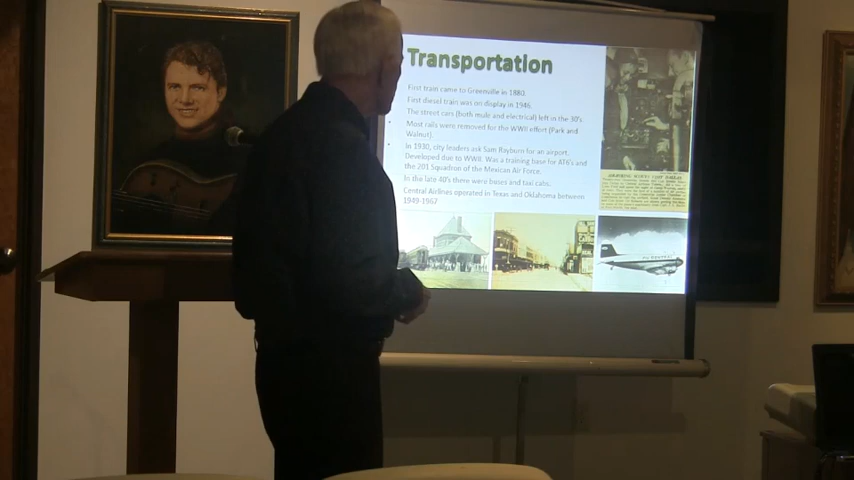 Transportation
First train came to Greenville in 1880.
First diesel train was on display in 1946.
The street cars (both mule and electrical) left in the 30's.
Most rails were removed for the WWII effort (Park and
Walnut).
In 1930, city leaders ask Sam Rayburn for an airport.
Developed due to WWII. Was a training base for AT6's and
the 201 Squadron of the Mexican Air Force.
In the late 40's there were buses and taxi cabs.
Central Airlines operated in Texas and Oklahoma between
1949-1967